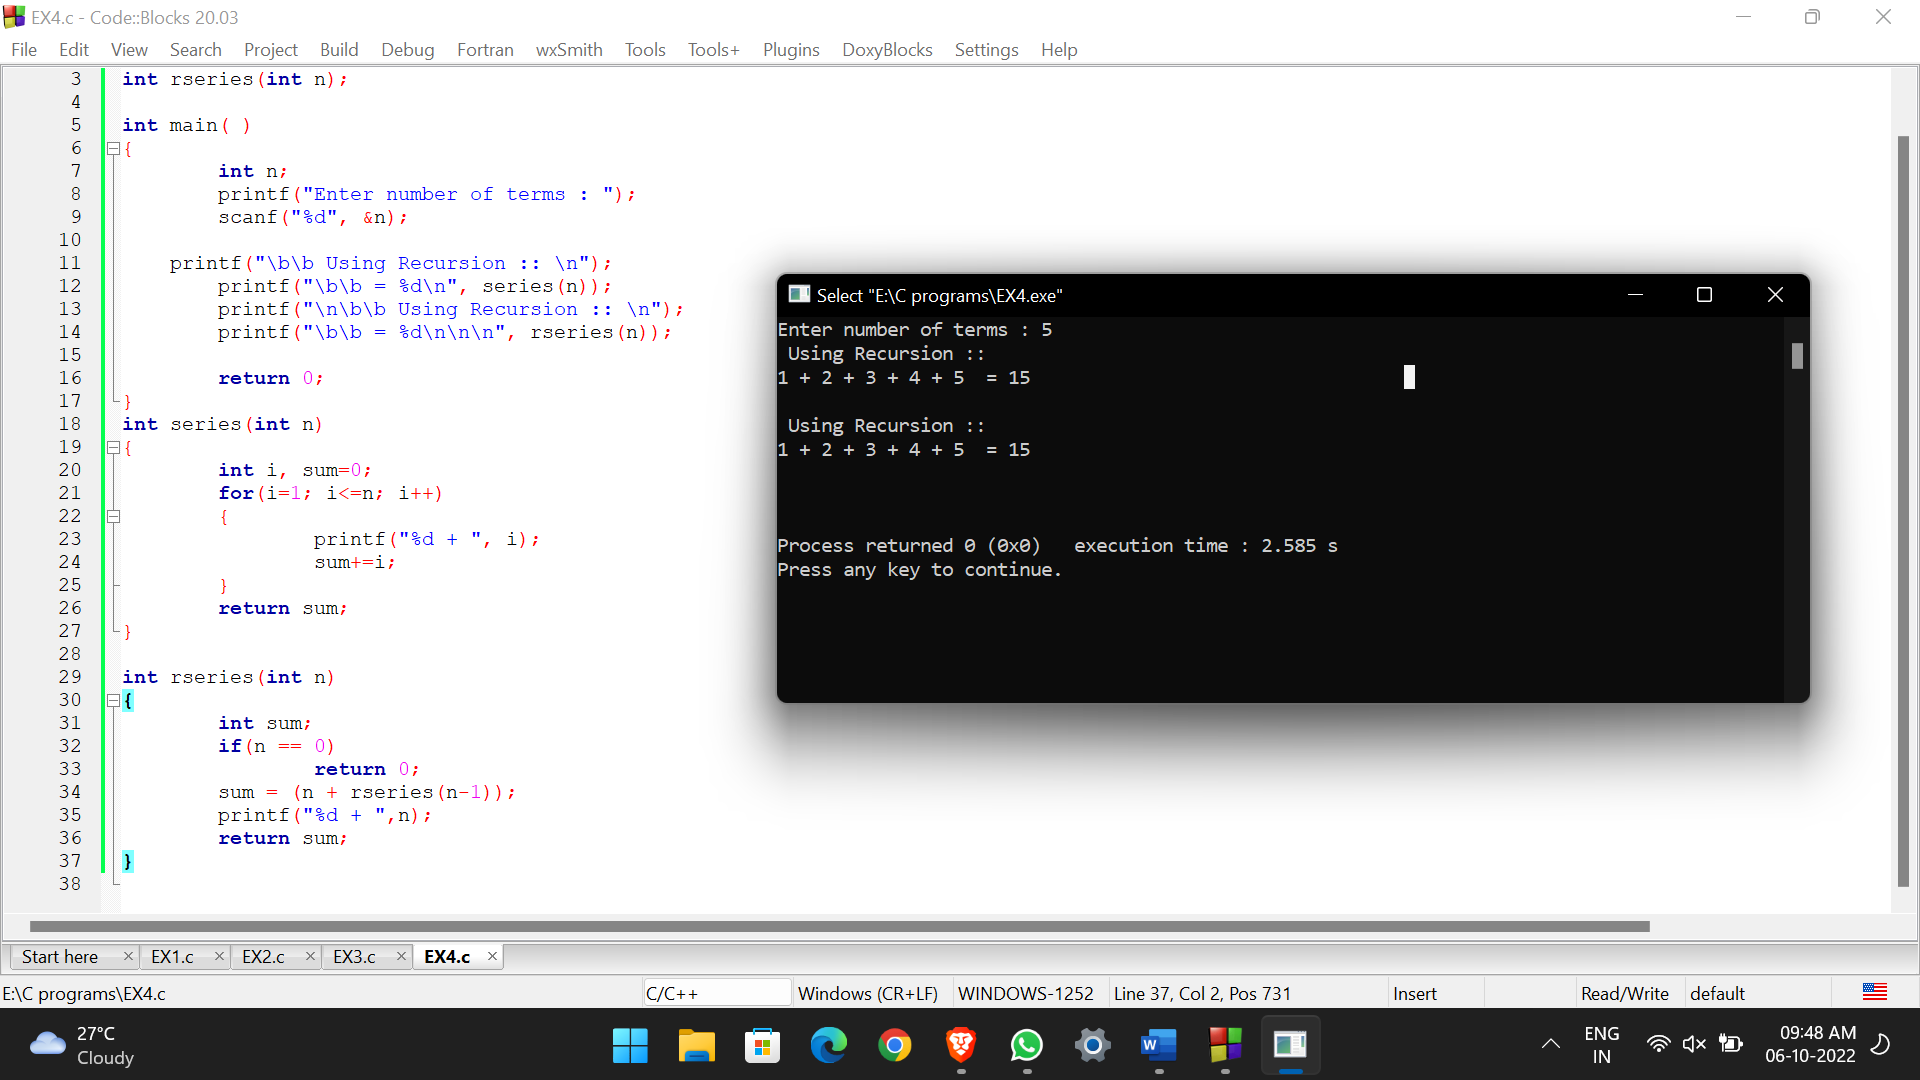 EX4.c - Code::Blocks 20.03
File Edit View Search Project Build Debug Fortran wxSmith Tools Tools+ Plugins DoxyBlocks Settings Help
3 int rseries(int n);
4
5 int main( )
6 {
7 int n;
8 printf("Enter number of terms : ");
9 scanf("%d", &n);
10
11 printf("\b\b Using Recursion :: \n");
12 printf("\b\b = %d\n", series(n));
13 printf("\n\b\b Using Recursion :: \n");
14 printf("\b\b = %d\n\n\n", rseries(n));
15
16 return 0;
17 }
18 int series(int n)
19 {
20 int i, sum=0;
21 for(i=1; i<=n; i++)
22 {
23 printf("%d + ", i);
24 sum+=i;
25 }
26 return sum;
27 }
28
29 int rseries(int n)
30 {
31 int sum;
32 if(n == 0)
33 return 0;
34 sum = (n + rseries(n-1));
35 printf("%d + ",n);
36 return sum;
37 }
38
Select "E:\C programs\EX4.exe"
Enter number of terms : 5
Using Recursion ::
1 + 2 + 3 + 4 + 5  = 15
Using Recursion ::
1 + 2 + 3 + 4 + 5  = 15
Process returned 0 (0x0)   execution time : 2.585 s
Press any key to continue.
Start here EX1.c EX2.c EX3.c EX4.c
E:\C programs\EX4.c C/C++ Windows (CR+LF) WINDOWS-1252 Line 37, Col 2, Pos 731 Insert Read/Write default
27°C
Cloudy
ENG
IN
09:48 AM
06-10-2022